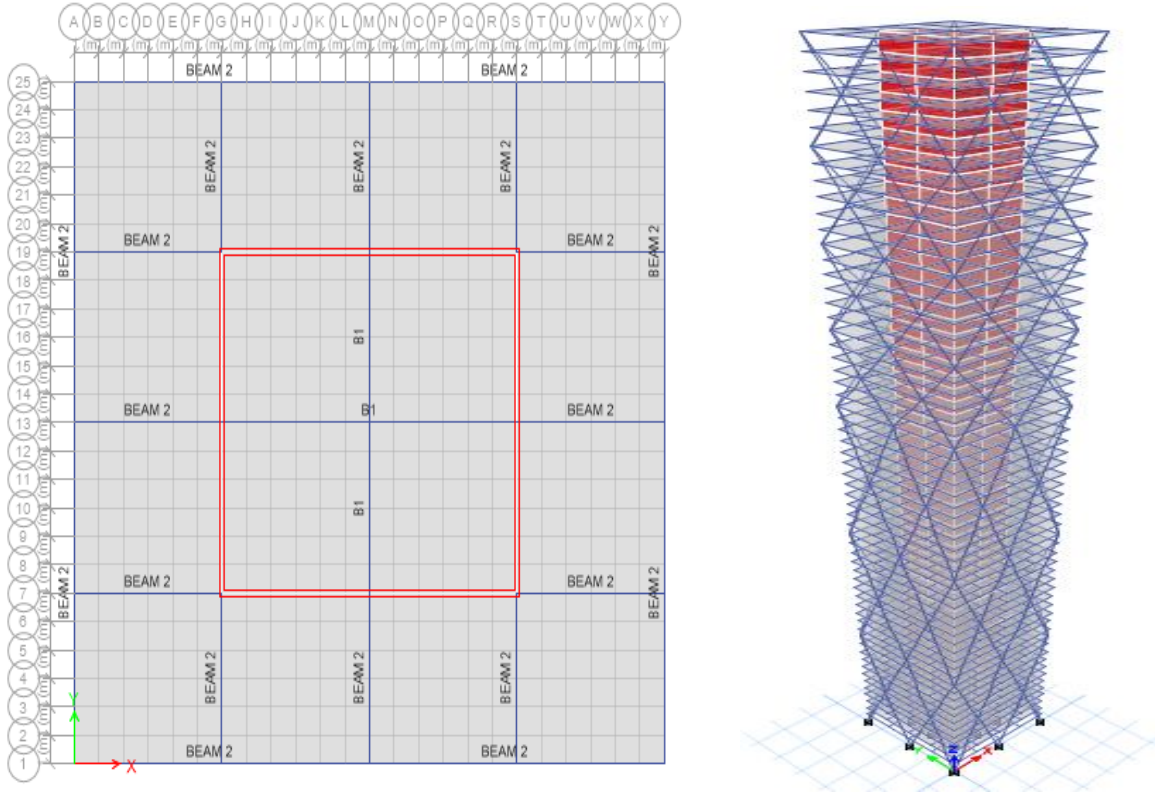 A B C D E F G H I J K L M N O P Q R S T U V W X Y
BEAM 2 BEAM 2
25
24
23
22 BEAM 2 BEAM 2 BEAM 2
21
20
BEAM 2 BEAM 2 BEAM 2 BEAM 2
19
18
17
16 B1
15
14
BEAM 2 B1 BEAM 2
13
12
11
10 B1
9
8
BEAM 2 BEAM 2 BEAM 2 BEAM 2
7
6
5
4 BEAM 2 BEAM 2 BEAM 2
3
Y
2
BEAM 2 BEAM 2
1
X
Y Z X